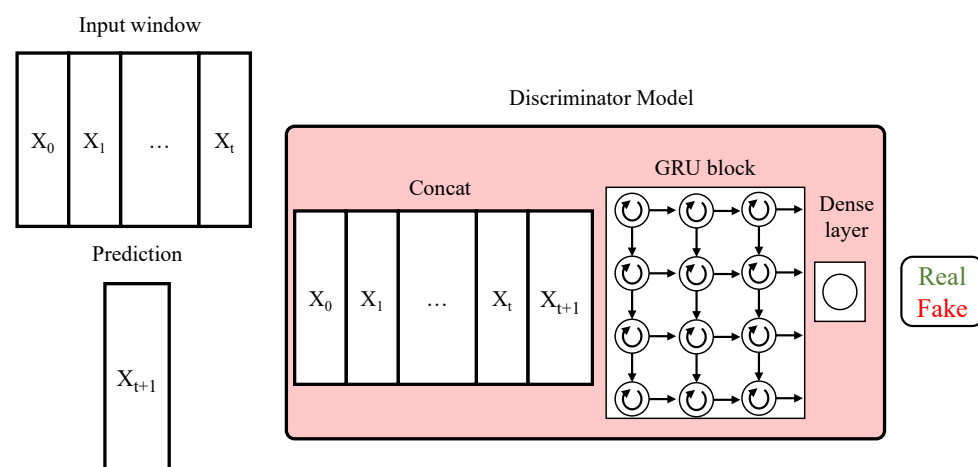 Input window
X₀ X₁ … Xₜ
Prediction
Xₜ₊₁
Discriminator Model
Concat
X₀ X₁ … Xₜ Xₜ₊₁
GRU block
Dense
layer
Real
Fake